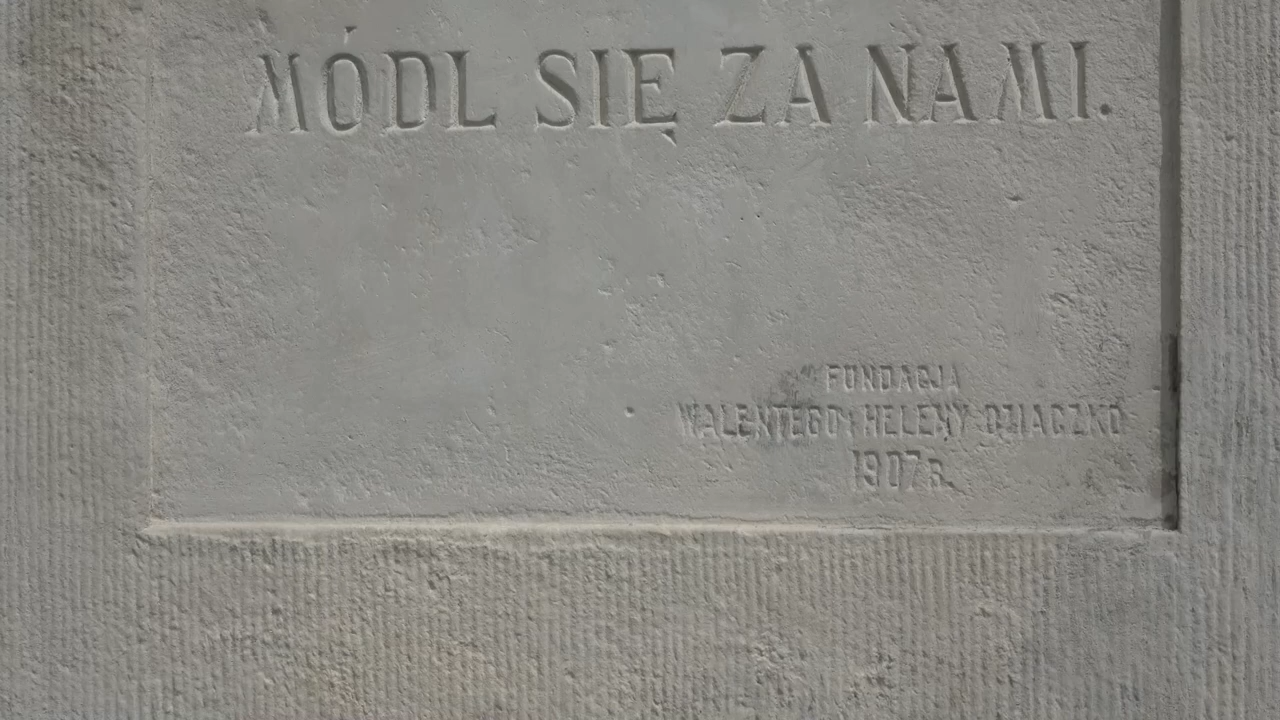 MÓDL SIĘ ZA NAMI.
FUNDACJA
WALENTEGO i HELENY DZIACZKO
1907 R.